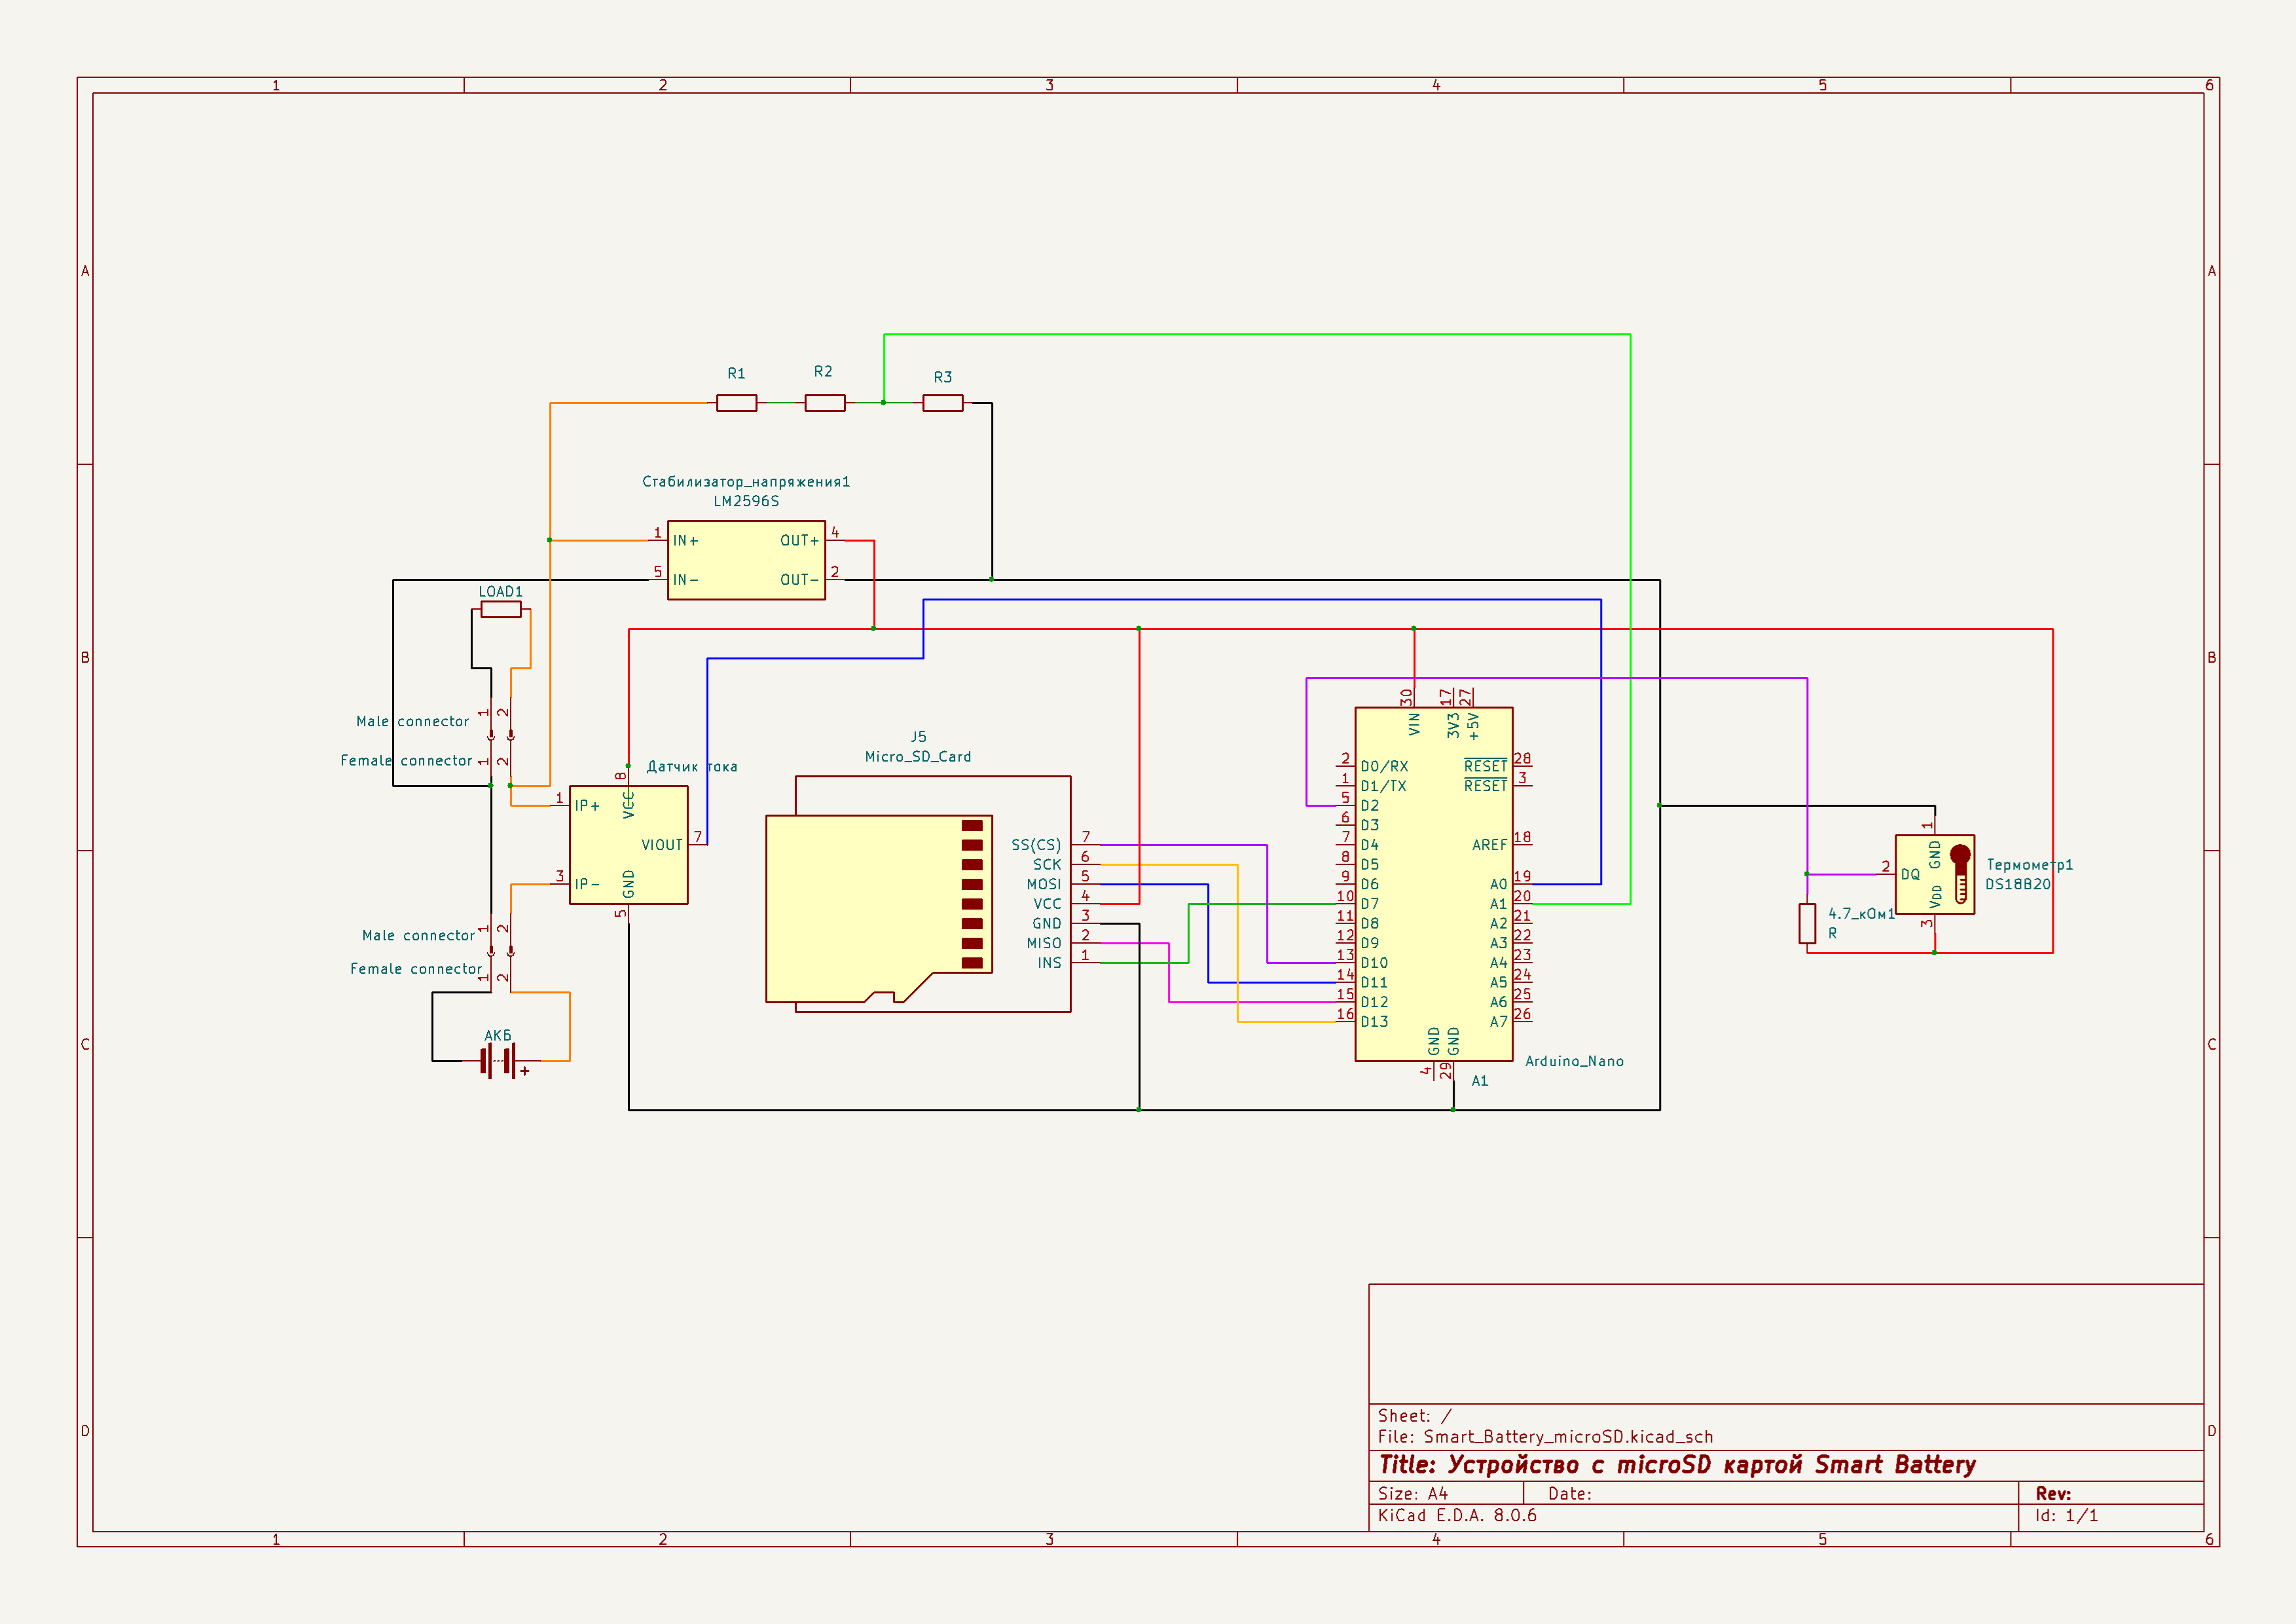 1 2 3 4 5 6
A A
B B
C C
D D
R1
R2
R3
Стабилизатор_напряжения1
LM2596S
1 IN+ OUT+ 4
5 IN- OUT- 2
LOAD1
Male connector 1 2
Female connector 1 2
Датчик тока
8 VCC
1 IP+
VIOUT 7
3 IP-
GND 5
Male connector 1 2
Female connector 1 2
АКБ
+
J5
Micro_SD_Card
SS(CS) 7
SCK 6
MOSI 5
VCC 4
GND 3
MISO 2
INS 1
30 17 27
VIN 3V3 +5V
2 D0/RX RESET 28
1 D1/TX RESET 3
5 D2
6 D3
7 D4 AREF 18
8 D5
9 D6 A0 19
10 D7 A1 20
11 D8 A2 21
12 D9 A3 22
13 D10 A4 23
14 D11 A5 24
15 D12 A6 25
16 D13 A7 26
GND GND
4 29
Arduino_Nano
A1
1 GND
2 DQ
VDD 3
Термометр1
DS18B20
4.7_кОм1
R
Sheet: /
File: Smart_Battery_microSD.kicad_sch
Title: Устройство с microSD картой Smart Battery
Size: A4 Date: Rev:
KiCad E.D.A. 8.0.6 Id: 1/1
1 2 3 4 5 6